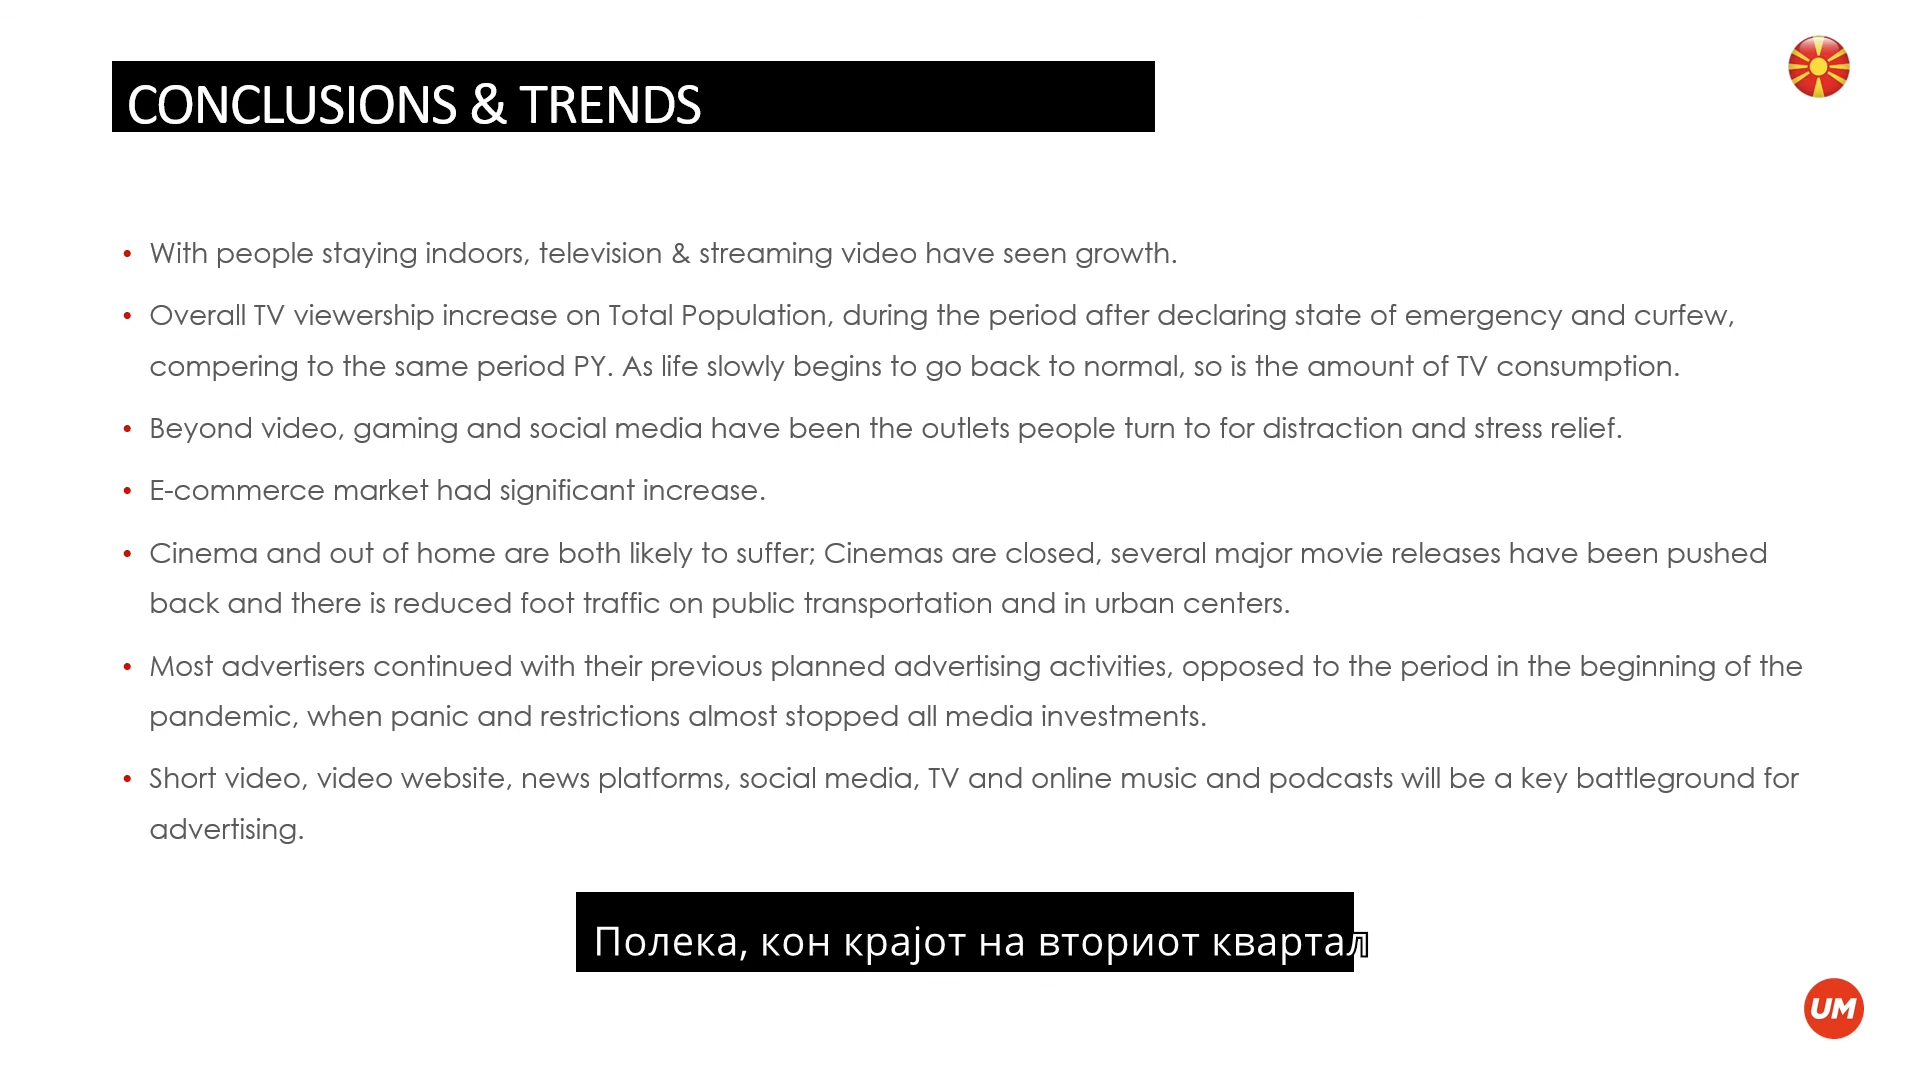 CONCLUSIONS & TRENDS
• With people staying indoors, television & streaming video have seen growth.
• Overall TV viewership increase on Total Population, during the period after declaring state of emergency and curfew,
compering to the same period PY. As life slowly begins to go back to normal, so is the amount of TV consumption.
• Beyond video, gaming and social media have been the outlets people turn to for distraction and stress relief.
• E-commerce market had significant increase.
• Cinema and out of home are both likely to suffer; Cinemas are closed, several major movie releases have been pushed
back and there is reduced foot traffic on public transportation and in urban centers.
• Most advertisers continued with their previous planned advertising activities, opposed to the period in the beginning of the
pandemic, when panic and restrictions almost stopped all media investments.
• Short video, video website, news platforms, social media, TV and online music and podcasts will be a key battleground for
advertising.
Полека, кон крајот на вториот квартал
UM